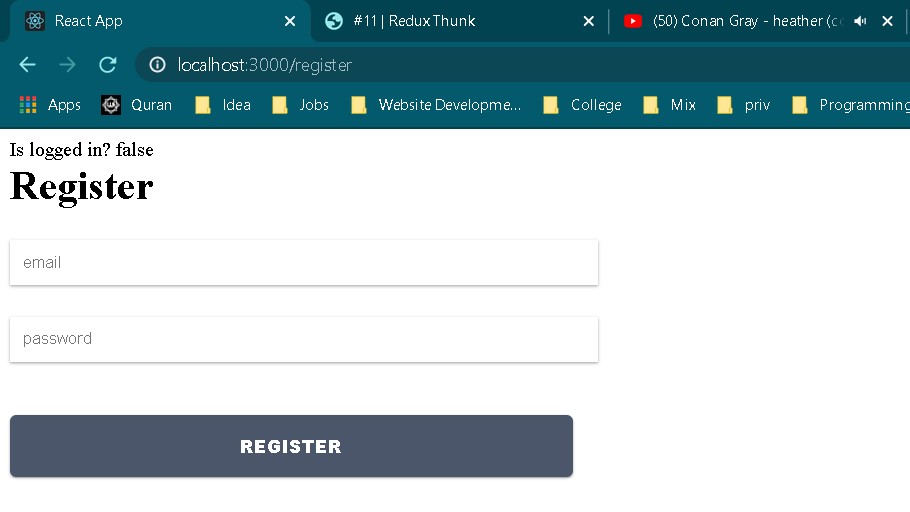 React App
#11 | Redux Thunk
(50) Conan Gray - heather (
localhost:3000/register
Apps Quran Idea Jobs Website Developme... College Mix priv Programming
Is logged in? false
Register
email
password
REGISTER